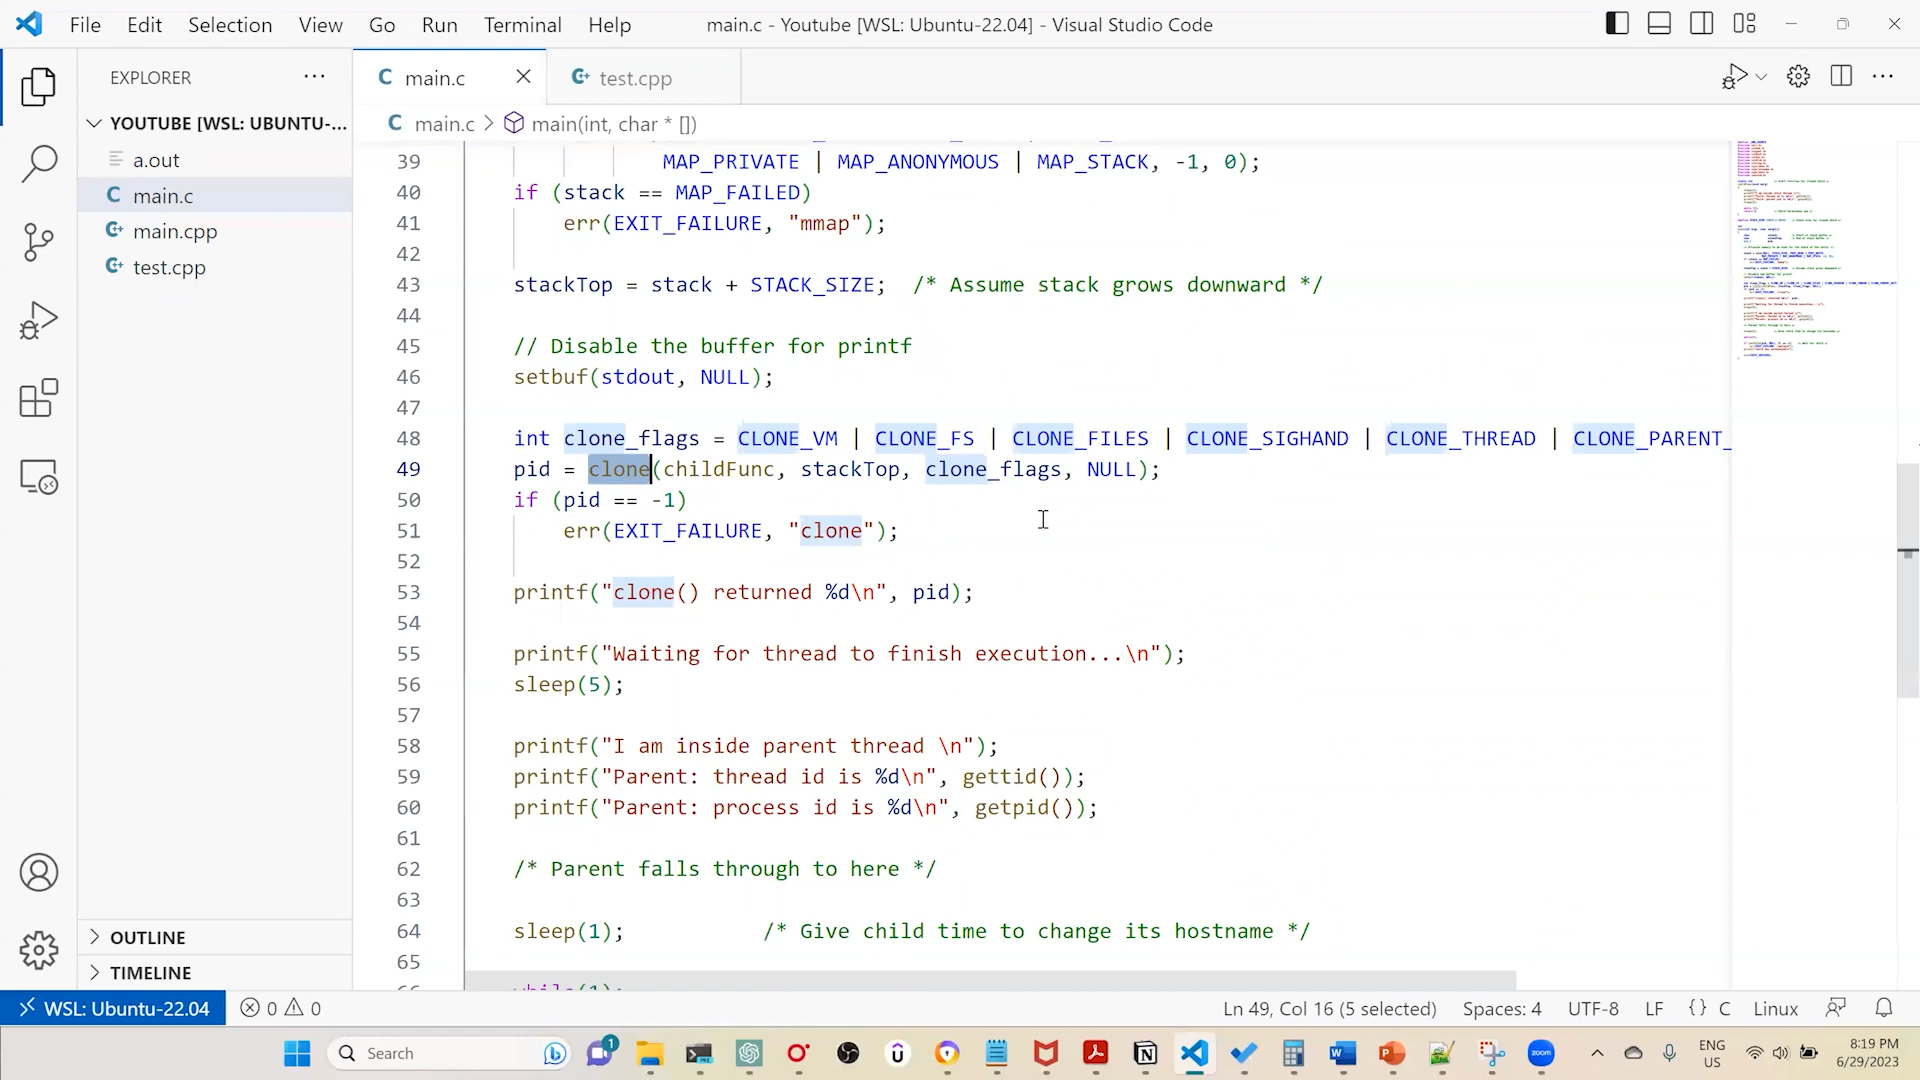 File Edit Selection View Go Run Terminal Help
main.c - Youtube [WSL: Ubuntu-22.04] - Visual Studio Code
EXPLORER
YOUTUBE [WSL: UBUNTU-...
a.out
C main.c
main.cpp
test.cpp
OUTLINE
TIMELINE
C main.c
test.cpp
C main.c > main(int, char * [])
39 MAP_PRIVATE | MAP_ANONYMOUS | MAP_STACK, -1, 0);
40 if (stack == MAP_FAILED)
41 err(EXIT_FAILURE, "mmap");
42
43 stackTop = stack + STACK_SIZE; /* Assume stack grows downward */
44
45 // Disable the buffer for printf
46 setbuf(stdout, NULL);
47
48 int clone_flags = CLONE_VM | CLONE_FS | CLONE_FILES | CLONE_SIGHAND | CLONE_THREAD | CLONE_PARENT_
49 pid = clone(childFunc, stackTop, clone_flags, NULL);
50 if (pid == -1)
51 err(EXIT_FAILURE, "clone");
52
53 printf("clone() returned %d\n", pid);
54
55 printf("Waiting for thread to finish execution...\n");
56 sleep(5);
57
58 printf("I am inside parent thread \n");
59 printf("Parent: thread id is %d\n", gettid());
60 printf("Parent: process id is %d\n", getpid());
61
62 /* Parent falls through to here */
63
64 sleep(1); /* Give child time to change its hostname */
65
66 while(1);
WSL: Ubuntu-22.04 0 0
Ln 49, Col 16 (5 selected) Spaces: 4 UTF-8 LF {} C Linux
Search
1
zoom
ENG
US
8:19 PM
6/29/2023